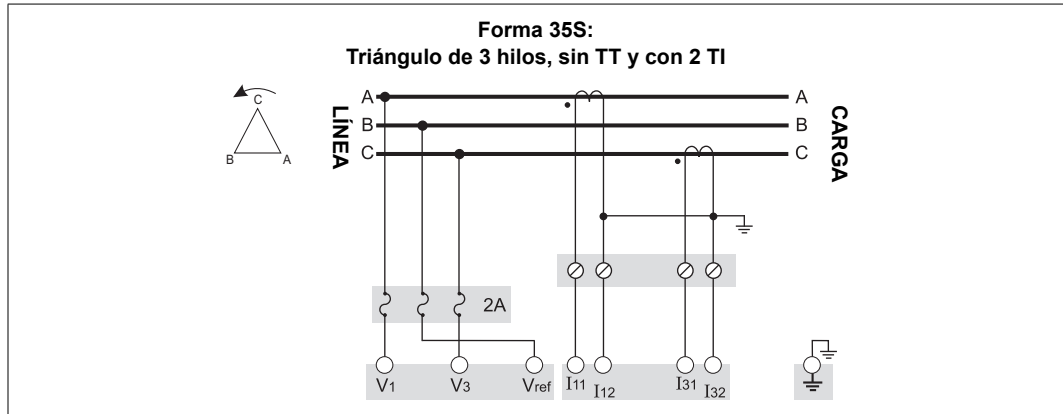 Forma 35S:
Triángulo de 3 hilos, sin TT y con 2 TI
C
B
A
LÍNEA
A
B
C
A
B
C
CARGA
2A
V1
V3
Vref
I11
I12
I31
I32